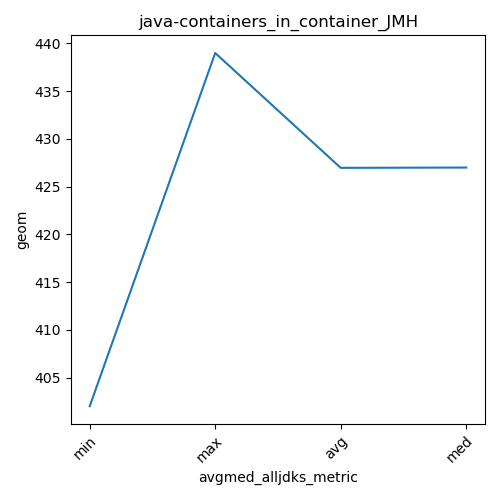 java-containers_in_container_JMH
440
435
430
425
420
415
410
405
geom
min
max
avg
med
avgmed_alljdks_metric